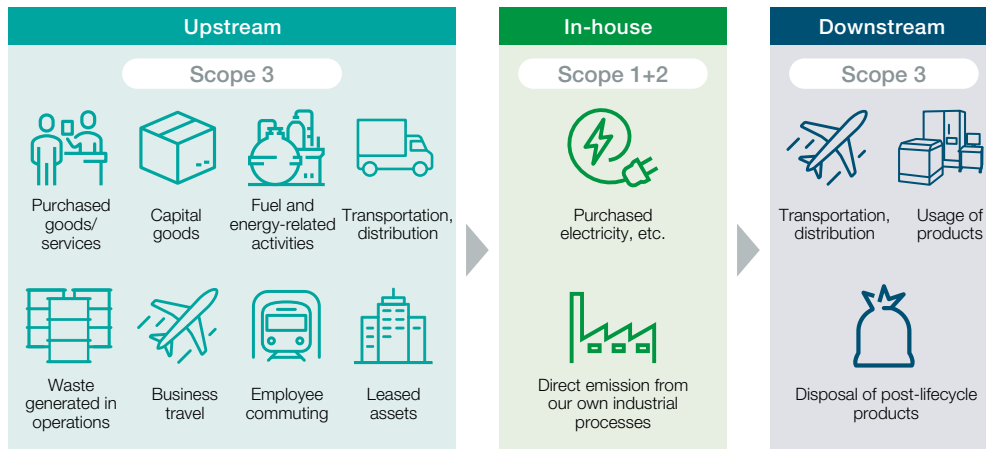 Upstream
Scope 3
Purchased
goods/
services
Capital
goods
Fuel and
energy-related
activities
Transportation,
distribution
Waste
generated in
operations
Business
travel
Employee
commuting
Leased
assets
In-house
Scope 1+2
Purchased
electricity, etc.
Direct emission from
our own industrial
processes
Downstream
Scope 3
Transportation,
distribution
Usage of
products
Disposal of post-lifecycle
products